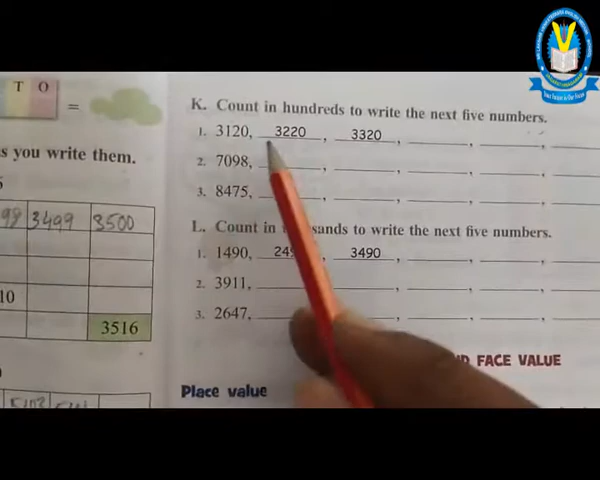 T O
=
K. Count in hundreds to write the next five numbers.
s you write them.
1. 3120, 3220, 3320, , ,
2. 7098, , , ,
3. 8475, , , ,
98 3499 3500
L. Count in sands to write the next five numbers.
1. 1490, 249 3490, , ,
2. 3911, , , ,
10
3. 2647, , , ,
3516
FACE VALUE
Place value